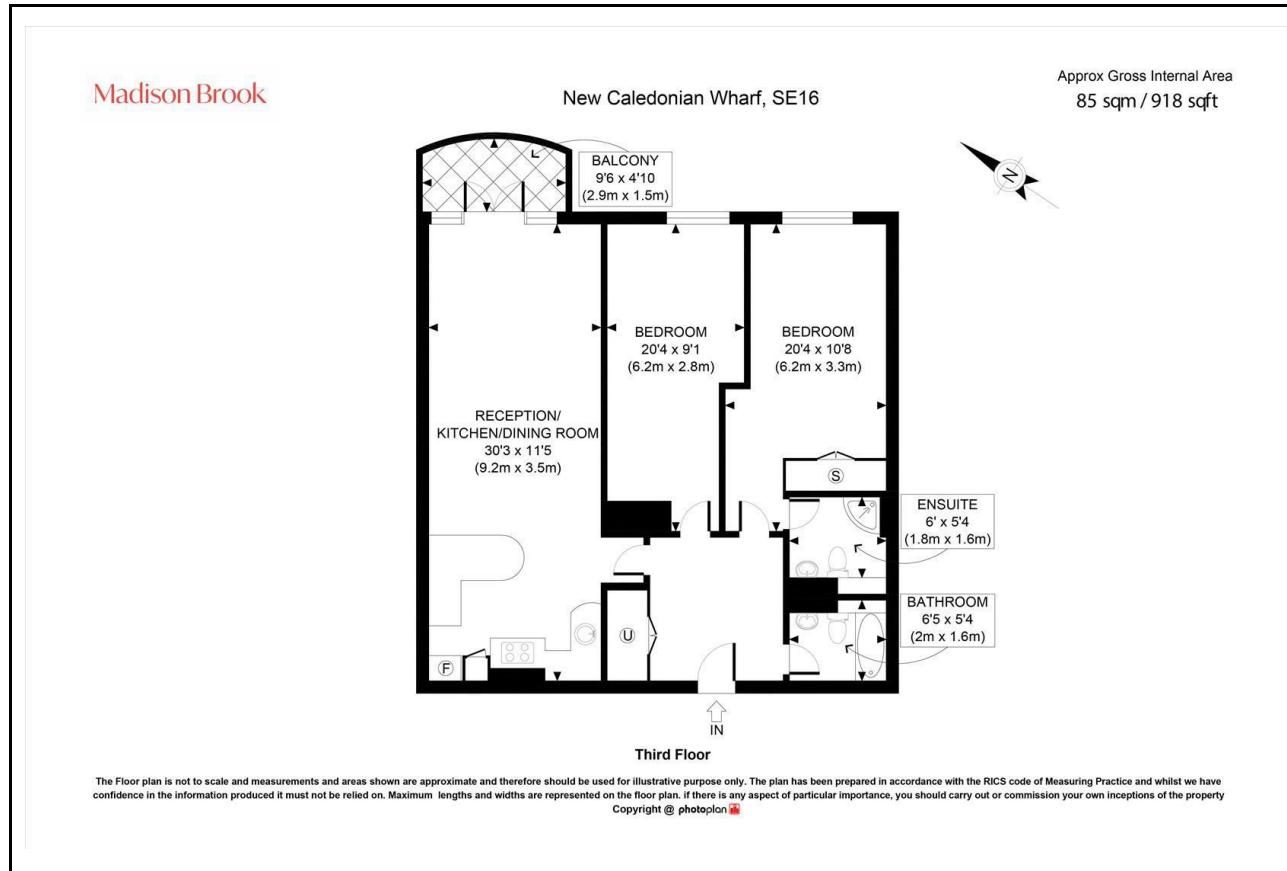 Madison Brook
New Caledonian Wharf, SE16
Approx Gross Internal Area
85 sqm / 918 sqft
BALCONY
9'6 x 4'10
(2.9m x 1.5m)
N
BEDROOM
20'4 x 9'1
(6.2m x 2.8m)
BEDROOM
20'4 x 10'8
(6.2m x 3.3m)
RECEPTION/
KITCHEN/DINING ROOM
30'3 x 11'5
(9.2m x 3.5m)
S
ENSUITE
6' x 5'4
(1.8m x 1.6m)
BATHROOM
6'5 x 5'4
(2m x 1.6m)
U
F
IN
Third Floor
The Floor plan is not to scale and measurements and areas shown are approximate and therefore should be used for illustrative purpose only. The plan has been prepared in accordance with the RICS code of Measuring Practice and whilst we have
confidence in the information produced it must not be relied on. Maximum lengths and widths are represented on the floor plan. if there is any aspect of particular importance, you should carry out or commission your own inceptions of the property
Copyright @ photoplan